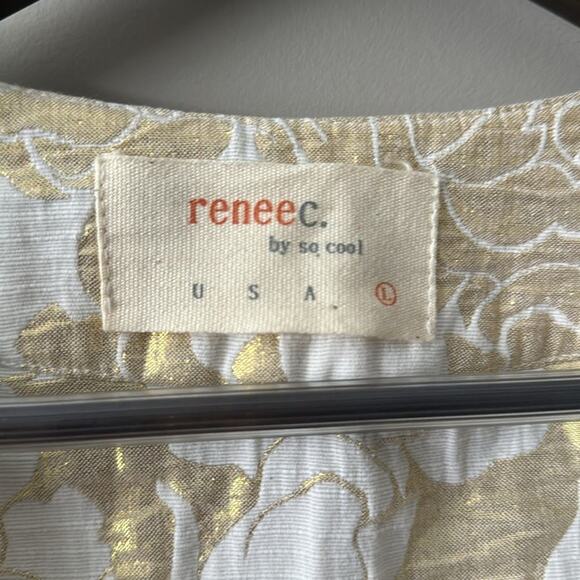 reneec.
by so cool
U S A. L